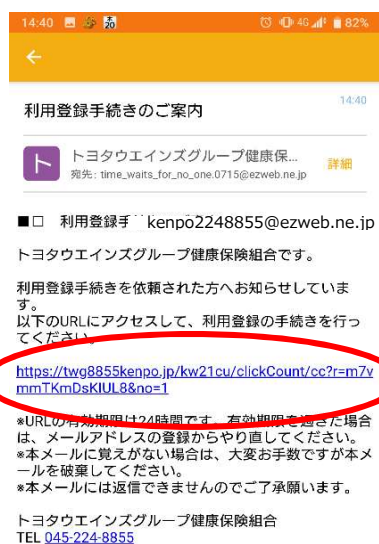 14:40 木 20 4G 82%
利用登録手続きのご案内
14:40
ト
トヨタウエインズグループ健康保...
詳細
宛先: time_waits_for_no_one.0715@ezweb.ne.jp
■□ 利用登録手 kenpo2248855@ezweb.ne.jp
トヨタウエインズグループ健康保険組合です。
利用登録手続きを依頼された方へお知らせしていま
す。
以下のURLにアクセスして、利用登録の手続きを行っ
てください。
https://twg8855kenpo.jp/kw21cu/clickCount/cc?r=m7v
mmTKmDsKIUL8&no=1
*URLの有効期限は24時間です。有効期限を過ぎた場合
は、メールアドレスの登録からやり直してください。
*本メールに覚えがない場合は、大変お手数ですが本メ
ールを破棄してください。
*本メールには返信できませんのでご了承願います。
トヨタウエインズグループ健康保険組合
TEL 045-224-8855